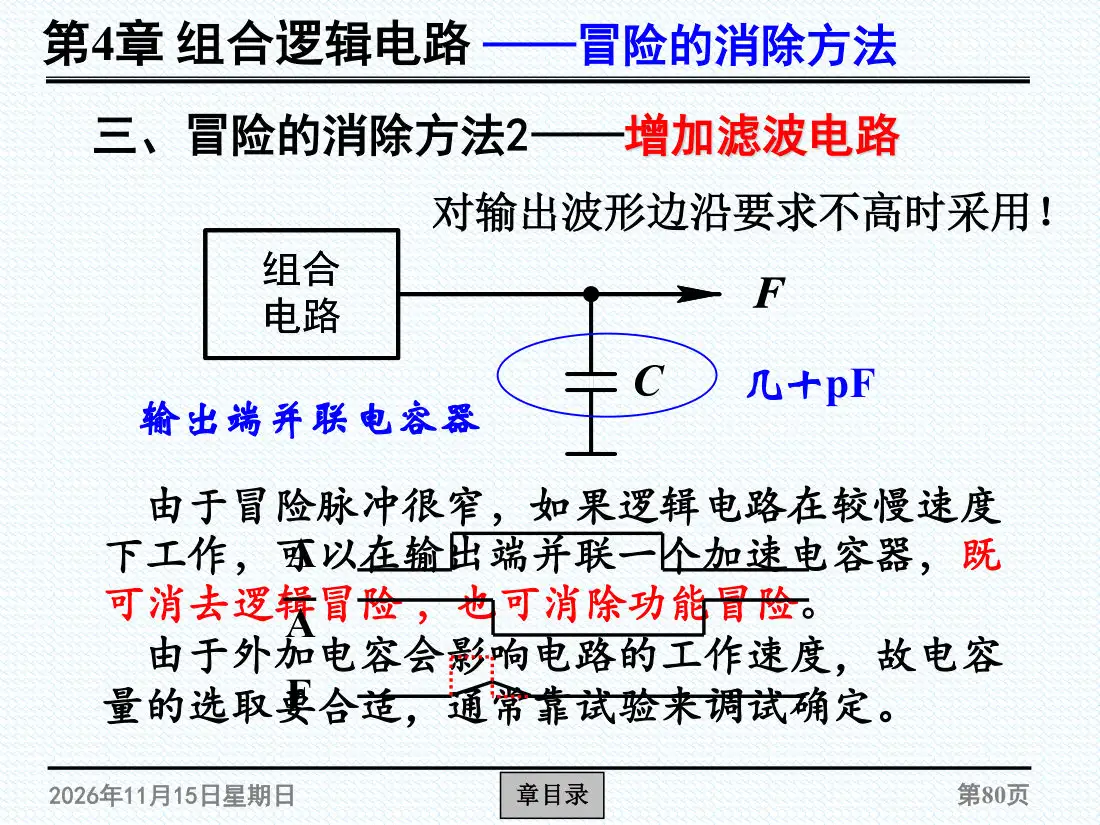 第4章 组合逻辑电路 ——冒险的消除方法
三、冒险的消除方法2——增加滤波电路
对输出波形边沿要求不高时采用！
组合
电路
F
C
几十pF
输出端并联电容器
由于冒险脉冲很窄，如果逻辑电路在较慢速度
下工作，可以在输出端并联一个加速电容器，既
可消去逻辑冒险，也可消除功能冒险。
由于外加电容会影响电路的工作速度，故电容
量的选取要合适，通常靠试验来调试确定。
A
A̅
F
2026年11月15日星期日
章目录
第80页